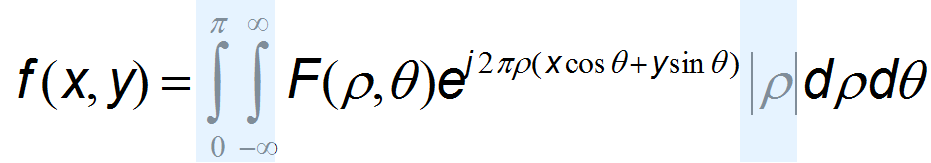 f(x, y) = ∫₀^π ∫₋∞^∞ F(ρ, θ)e^{j2πρ(x cos θ + y sin θ)} |ρ|dρdθ